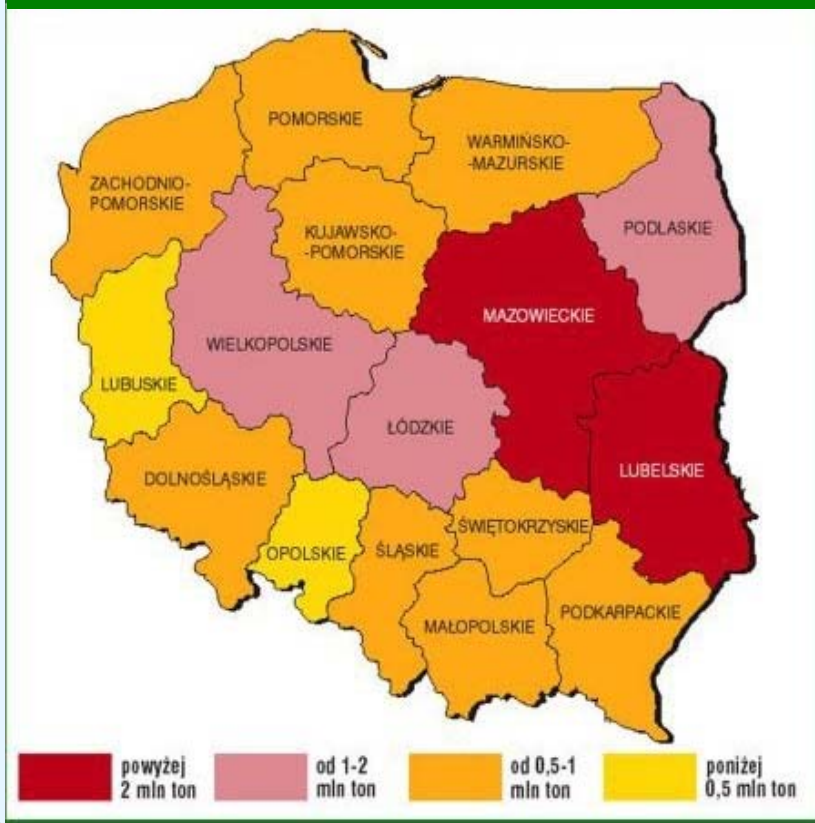 POMORSKIE
WARMIŃSKO-
-MAZURSKIE
ZACHODNIO-
POMORSKIE
KUJAWSKO-
-POMORSKIE
PODLASKIE
MAZOWIECKIE
WIELKOPOLSKIE
LUBUSKIE
ŁÓDZKIE
LUBELSKIE
DOLNOŚLĄSKIE
ŚWIĘTOKRZYSKIE
OPOLSKIE
ŚLĄSKIE
PODKARPACKIE
MAŁOPOLSKIE
powyżej
2 mln ton
od 1-2
mln ton
od 0,5-1
mln ton
poniżej
0,5 mln ton